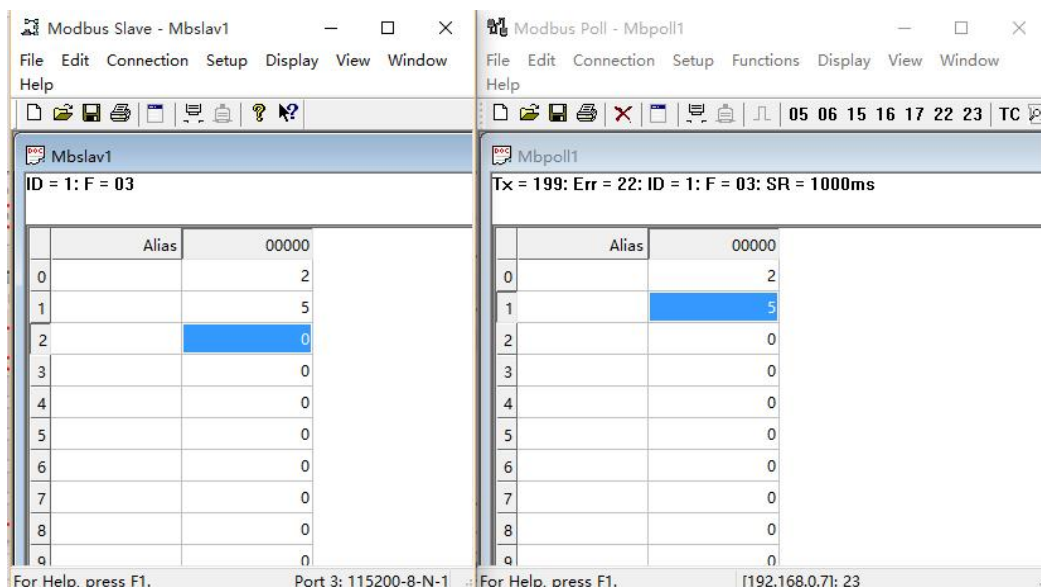 Modbus Slave - Mbslav1
File Edit Connection Setup Display View Window
Help
Mbslav1
ID = 1: F = 03
Alias 00000
0 2
1 5
2 0
3 0
4 0
5 0
6 0
7 0
8 0
9 0
For Help, press F1. Port 3: 115200-8-N-1
Modbus Poll - Mbpoll1
File Edit Connection Setup Functions Display View Window
Help
05 06 15 16 17 22 23 TC
Mbpoll1
Tx = 199: Err = 22: ID = 1: F = 03: SR = 1000ms
Alias 00000
0 2
1 5
2 0
3 0
4 0
5 0
6 0
7 0
8 0
9 0
For Help, press F1. [192.168.0.7]: 23